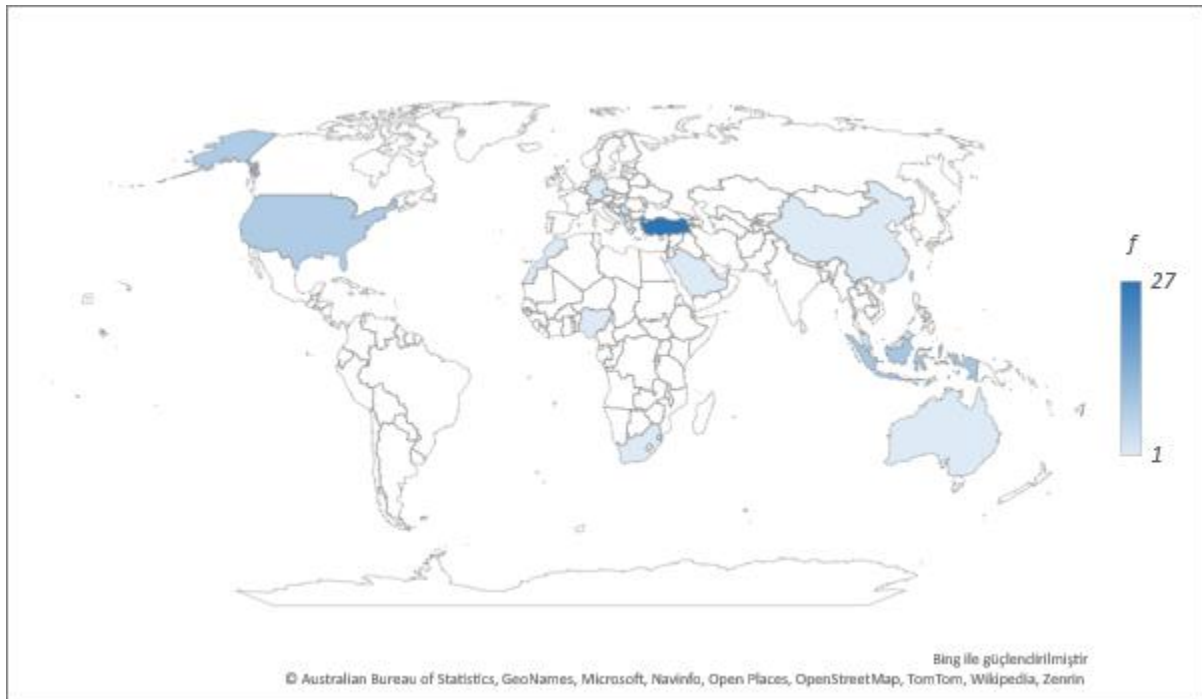 f
27
1
Bing ile güçlendirilmiştir
© Australian Bureau of Statistics, GeoNames, Microsoft, Navinfo, Open Places, OpenStreetMap, TomTom, Wikipedia, Zenrin